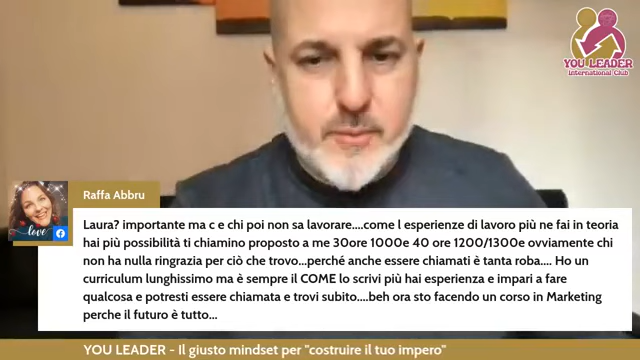 YOU LEADER
International Club
Raffa Abbru
love
Laura? importante ma c e chi poi non sa lavorare....come l esperienze di lavoro più ne fai in teoria
hai più possibilità ti chiamino proposto a me 30ore 1000e 40 ore 1200/1300e ovviamente chi
non ha nulla ringrazia per ciò che trovo...perché anche essere chiamati è tanta roba.... Ho un
curriculum lunghissimo ma è sempre il COME lo scrivi più hai esperienza e impari a fare
qualcosa e potresti essere chiamata e trovi subito....beh ora sto facendo un corso in Marketing
perche il futuro è tutto...
YOU LEADER - Il giusto mindset per "costruire il tuo impero"